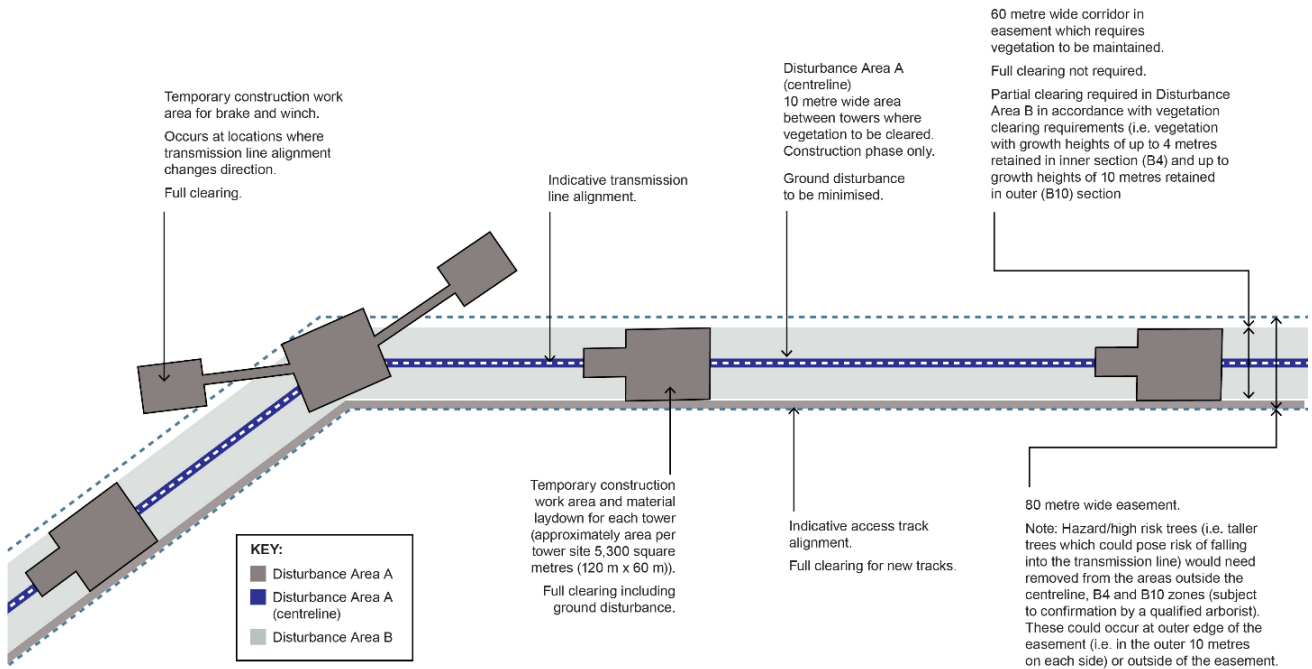 60 metre wide corridor in
easement which requires
vegetation to be maintained.
Full clearing not required.
Partial clearing required in Disturbance
Area B in accordance with vegetation
clearing requirements (i.e. vegetation
with growth heights of up to 4 metres
retained in inner section (B4) and up to
growth heights of 10 metres retained
in outer (B10) section
Disturbance Area A
(centreline)
10 metre wide area
between towers where
vegetation to be cleared.
Construction phase only.
Ground disturbance
to be minimised.
Temporary construction work
area for brake and winch.
Occurs at locations where
transmission line alignment
changes direction.
Full clearing.
Indicative transmission
line alignment.
Temporary construction
work area and material
laydown for each tower
(approximately area per
tower site 5,300 square
metres (120 m x 60 m)).
Full clearing including
ground disturbance.
Indicative access track
alignment.
Full clearing for new tracks.
80 metre wide easement.
Note: Hazard/high risk trees (i.e. taller
trees which could pose risk of falling
into the transmission line) would need
removed from the areas outside the
centreline, B4 and B10 zones (subject
to confirmation by a qualified arborist).
These could occur at outer edge of the
easement (i.e. in the outer 10 metres
on each side) or outside of the easement.
KEY:
Disturbance Area A
Disturbance Area A
(centreline)
Disturbance Area B